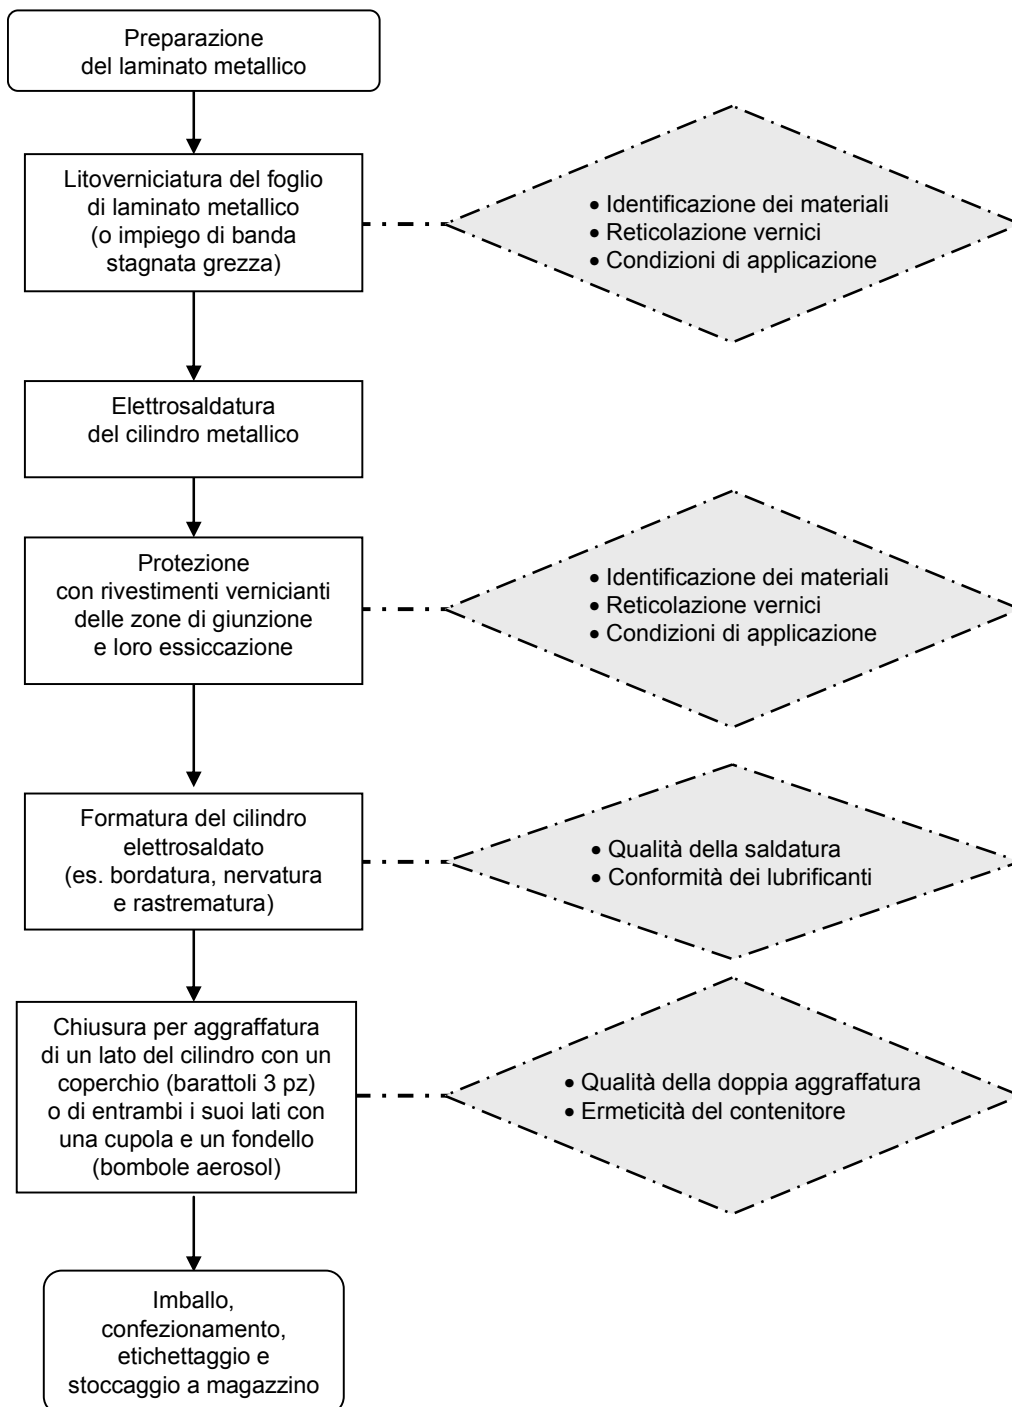 Preparazione
del laminato metallico
Litoverniciatura del foglio
di laminato metallico
(o impiego di banda
stagnata grezza)
• Identificazione dei materiali
• Reticolazione vernici
• Condizioni di applicazione
Elettrosaldatura
del cilindro metallico
Protezione
con rivestimenti vernicianti
delle zone di giunzione
e loro essiccazione
• Identificazione dei materiali
• Reticolazione vernici
• Condizioni di applicazione
Formatura del cilindro
elettrosaldato
(es. bordatura, nervatura
e rastrematura)
• Qualità della saldatura
• Conformità dei lubrificanti
Chiusura per aggraffatura
di un lato del cilindro con un
coperchio (barattoli 3 pz)
o di entrambi i suoi lati con
una cupola e un fondello
(bombole aerosol)
• Qualità della doppia aggraffatura
• Ermeticità del contenitore
Imballo,
confezionamento,
etichettaggio e
stoccaggio a magazzino